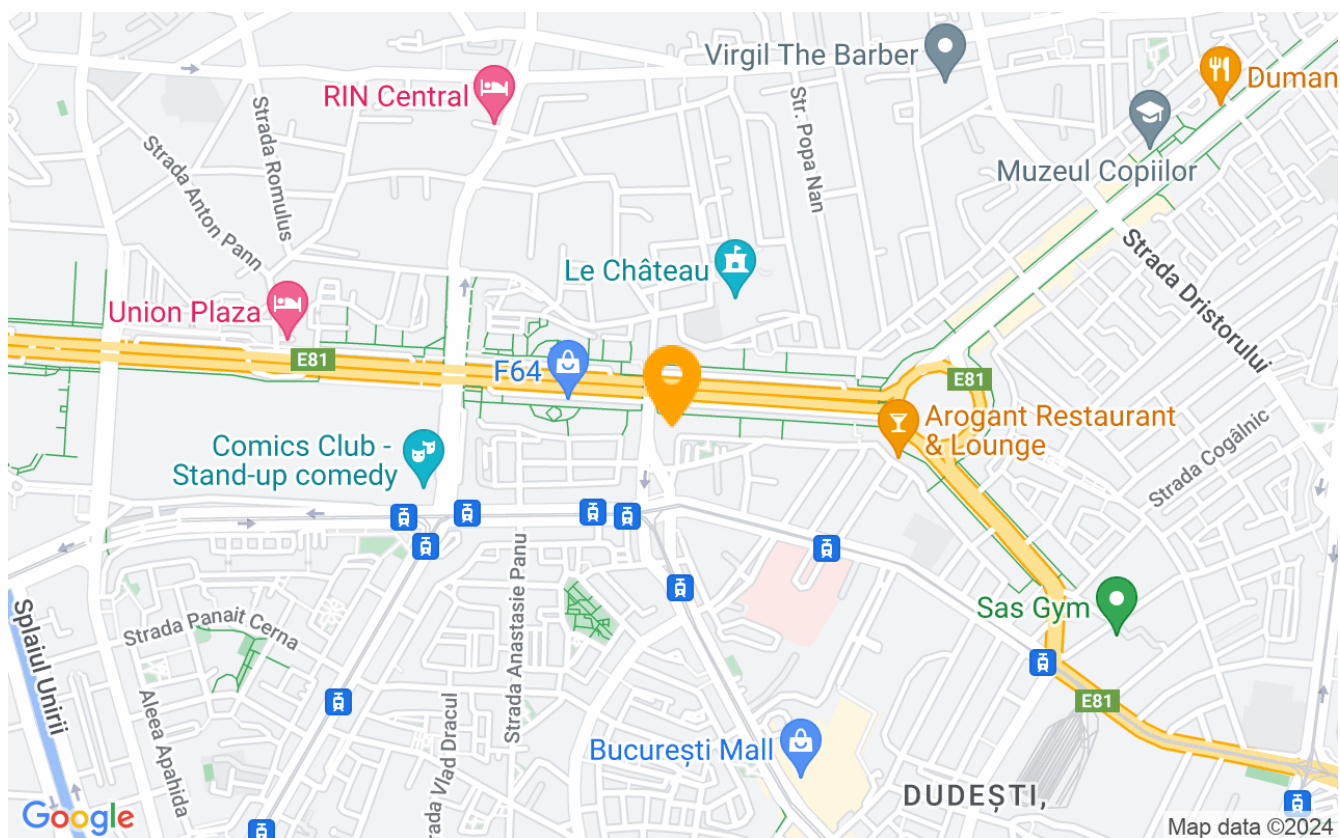 Virgil The Barber
Duman
RIN Central
Strada Romulus
Str. Popa Nan
Muzeul Copiilor
Strada Anton Pann
Strada Dristorului
Le Château
Union Plaza
E81
F64
E81
Arogant Restaurant
& Lounge
Strada Cogâlnic
Comics Club -
Stand-up comedy
Splaiul Unirii
Strada Panait Cerna
Strada Anastasie Panu
Sas Gym
Aleea Apahida
trada Vlad Dracul
E81
București Mall
DUDEȘTI,
Google
Map data ©2024